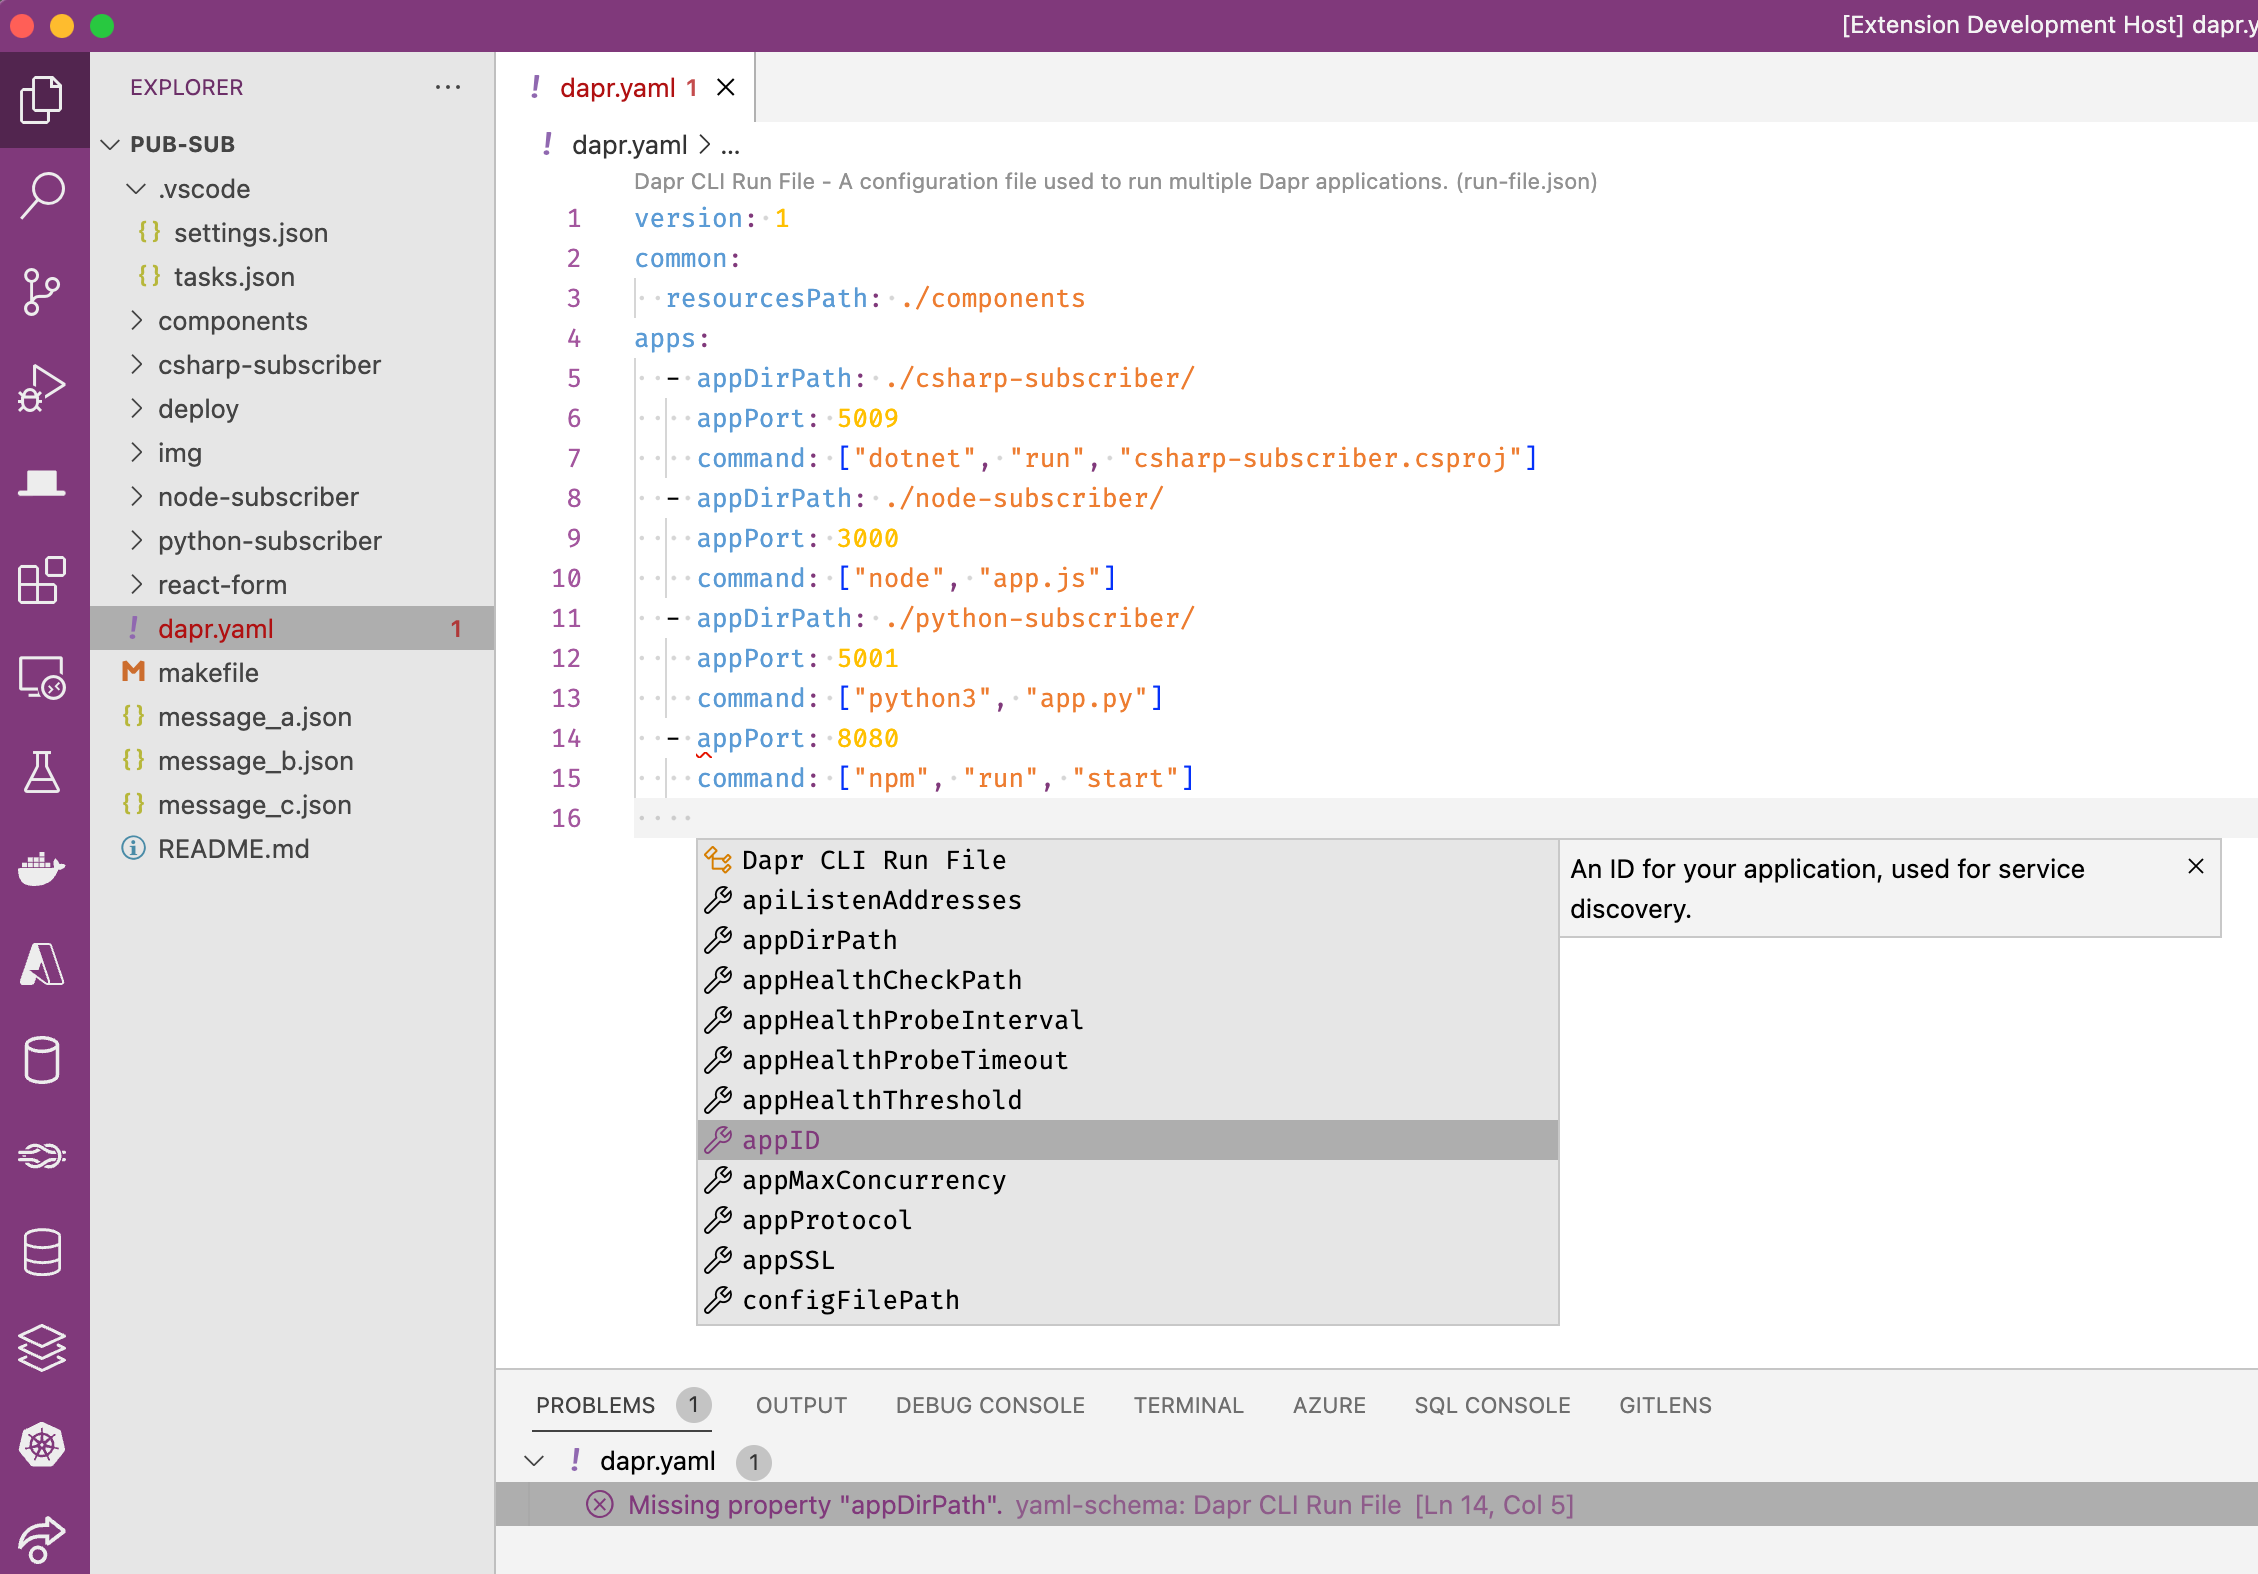 [Extension Development Host] dapr.y
EXPLORER
PUB-SUB
.vscode
settings.json
tasks.json
components
csharp-subscriber
deploy
img
node-subscriber
python-subscriber
react-form
dapr.yaml 1
makefile
message_a.json
message_b.json
message_c.json
README.md
dapr.yaml 1
dapr.yaml > ...
Dapr CLI Run File - A configuration file used to run multiple Dapr applications. (run-file.json)
1 version: 1
2 common:
3   resourcesPath: ./components
4 apps:
5   - appDirPath: ./csharp-subscriber/
6     appPort: 5009
7     command: ["dotnet", "run", "csharp-subscriber.csproj"]
8   - appDirPath: ./node-subscriber/
9     appPort: 3000
10     command: ["node", "app.js"]
11   - appDirPath: ./python-subscriber/
12     appPort: 5001
13     command: ["python3", "app.py"]
14   - appPort: 8080
15     command: ["npm", "run", "start"]
16
Dapr CLI Run File
apiListenAddresses
appDirPath
appHealthCheckPath
appHealthProbeInterval
appHealthProbeTimeout
appHealthThreshold
appID
appMaxConcurrency
appProtocol
appSSL
configFilePath
An ID for your application, used for service
discovery.
PROBLEMS 1 OUTPUT DEBUG CONSOLE TERMINAL AZURE SQL CONSOLE GITLENS
dapr.yaml 1
Missing property "appDirPath". yaml-schema: Dapr CLI Run File [Ln 14, Col 5]